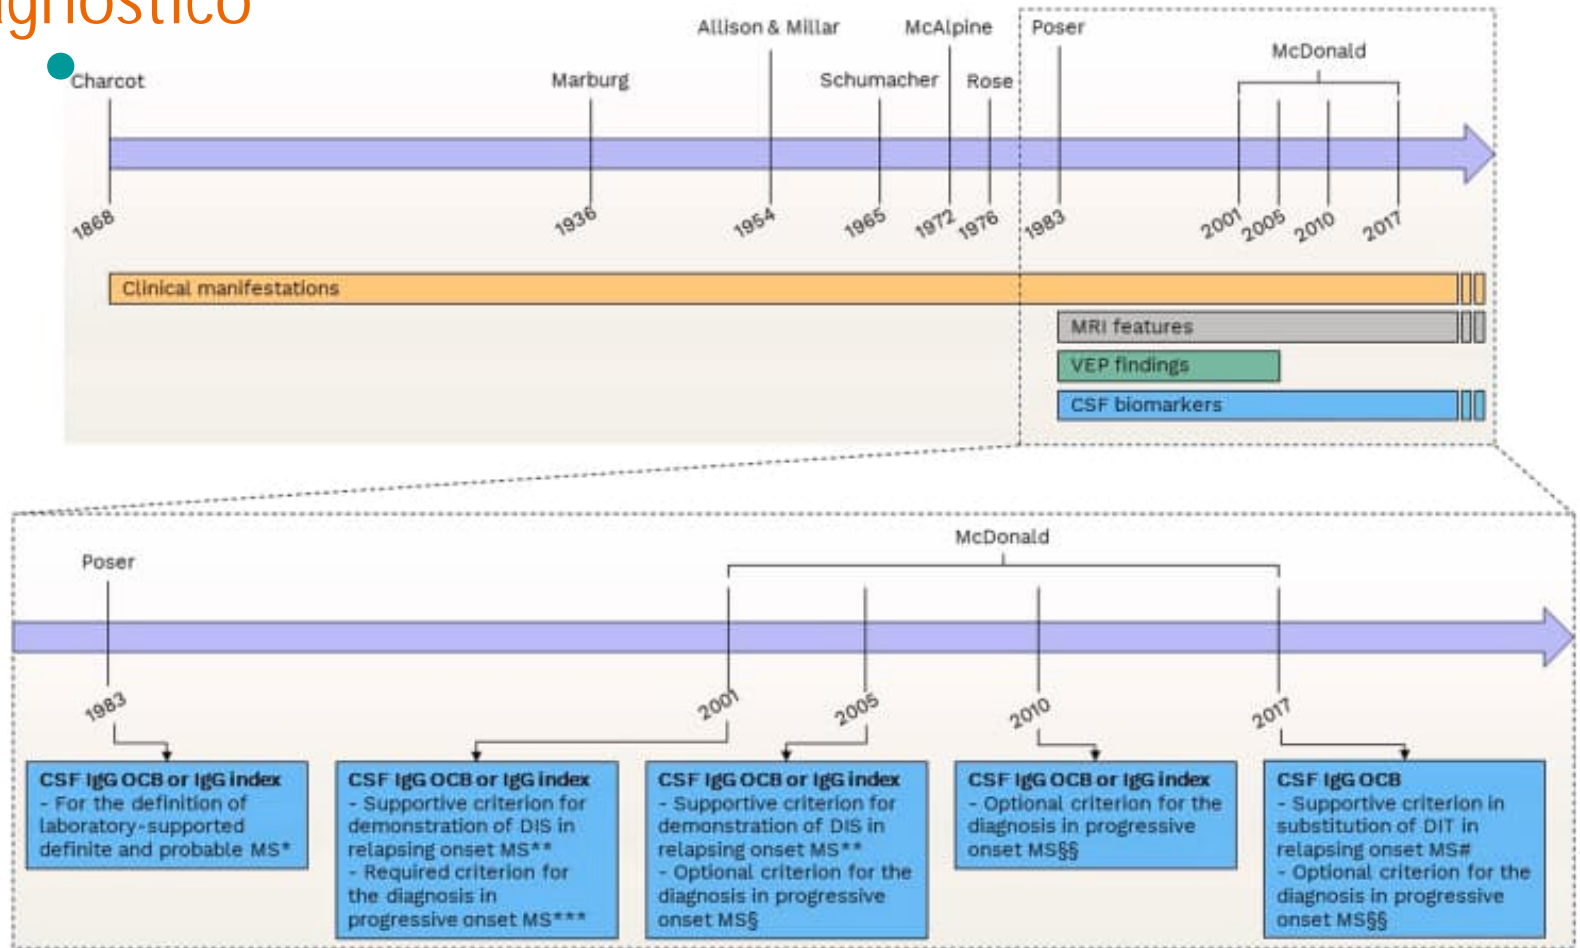 agnóstico
Allison & Millar
McAlpine
Poser
McDonald
Charcot
Marburg
Schumacher
Rose
1868
1936
1954
1965
1972
1976
1983
2001
2005
2010
2017
Clinical manifestations
MRI features
VEP findings
CSF biomarkers
McDonald
Poser
1983
2001
2005
2010
2017
CSF IgG OCB or IgG index
- For the definition of
laboratory-supported
definite and probable MS*
CSF IgG OCB or IgG index
- Supportive criterion for
demonstration of DIS in
relapsing onset MS**
- Required criterion for
the diagnosis in
progressive onset MS***
CSF IgG OCB or IgG index
- Supportive criterion for
demonstration of DIS in
relapsing onset MS**
- Optional criterion for the
diagnosis in progressive
onset MS§
CSF IgG OCB or IgG index
- Optional criterion for the
diagnosis in progressive
onset MS§§
CSF IgG OCB
- Supportive criterion in
substitution of DIT in
relapsing onset MS#
- Optional criterion for the
diagnosis in progressive
onset MS§§